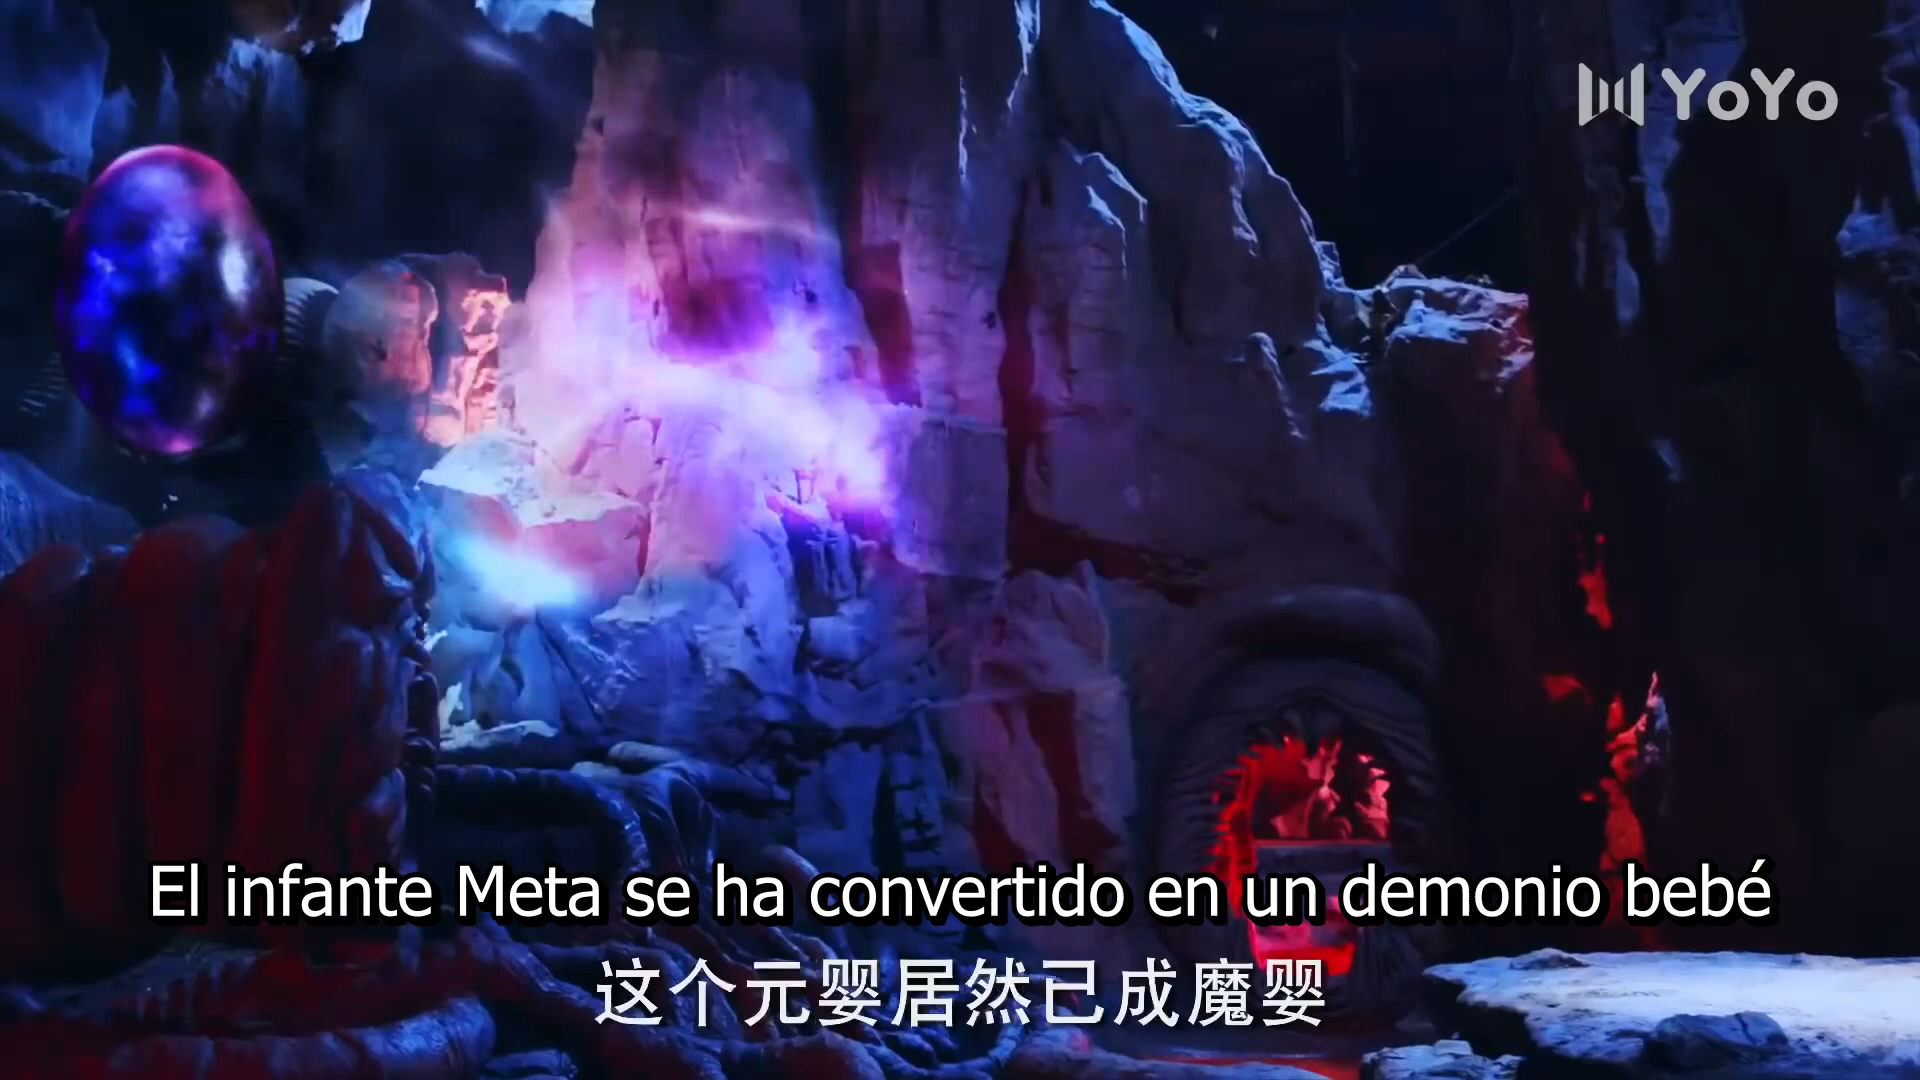 YoYo
El infante Meta se ha convertido en un demonio bebé
这个元婴居然已成魔婴